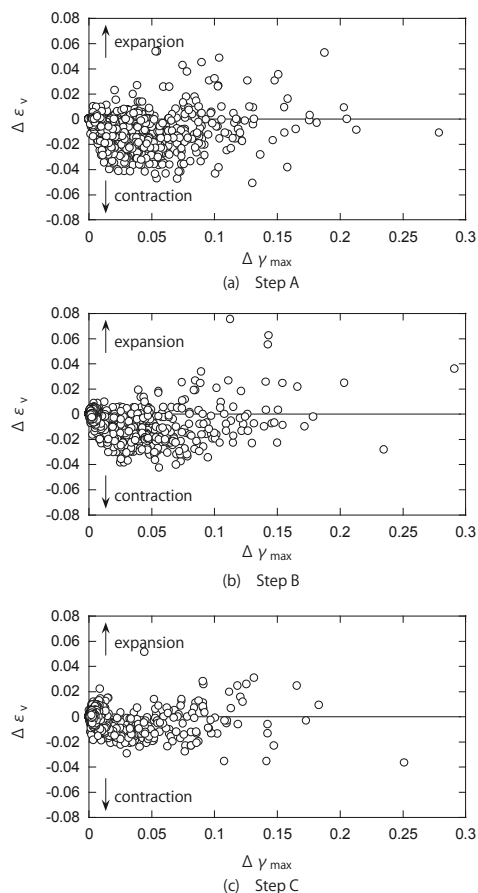 0.08
0.06
0.04
0.02
0
-0.02
-0.04
-0.06
-0.08
Δ ε v
expansion
contraction
0 0.05 0.1 0.15 0.2 0.25 0.3
Δ γ max
(a) Step A
0.08
0.06
0.04
0.02
0
-0.02
-0.04
-0.06
-0.08
Δ ε v
expansion
contraction
0 0.05 0.1 0.15 0.2 0.25 0.3
Δ γ max
(b) Step B
0.08
0.06
0.04
0.02
0
-0.02
-0.04
-0.06
-0.08
Δ ε v
expansion
contraction
0 0.05 0.1 0.15 0.2 0.25 0.3
Δ γ max
(c) Step C